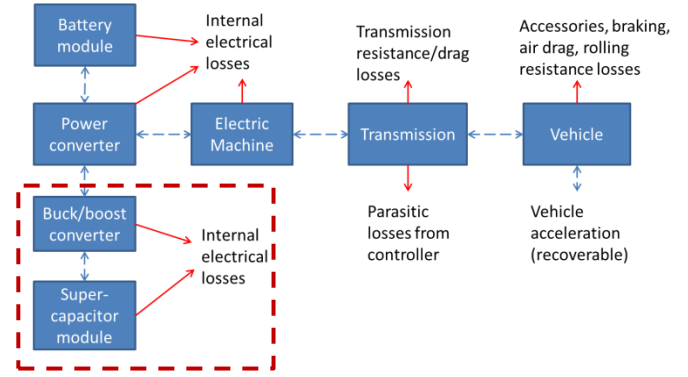 Battery
module
Internal
electrical
losses
Transmission
resistance/drag
losses
Accessories, braking,
air drag, rolling
resistance losses
Power
converter
Electric
Machine
Transmission
Vehicle
Buck/boost
converter
Internal
electrical
losses
Parasitic
losses from
controller
Vehicle
acceleration
(recoverable)
Super-
capacitor
module